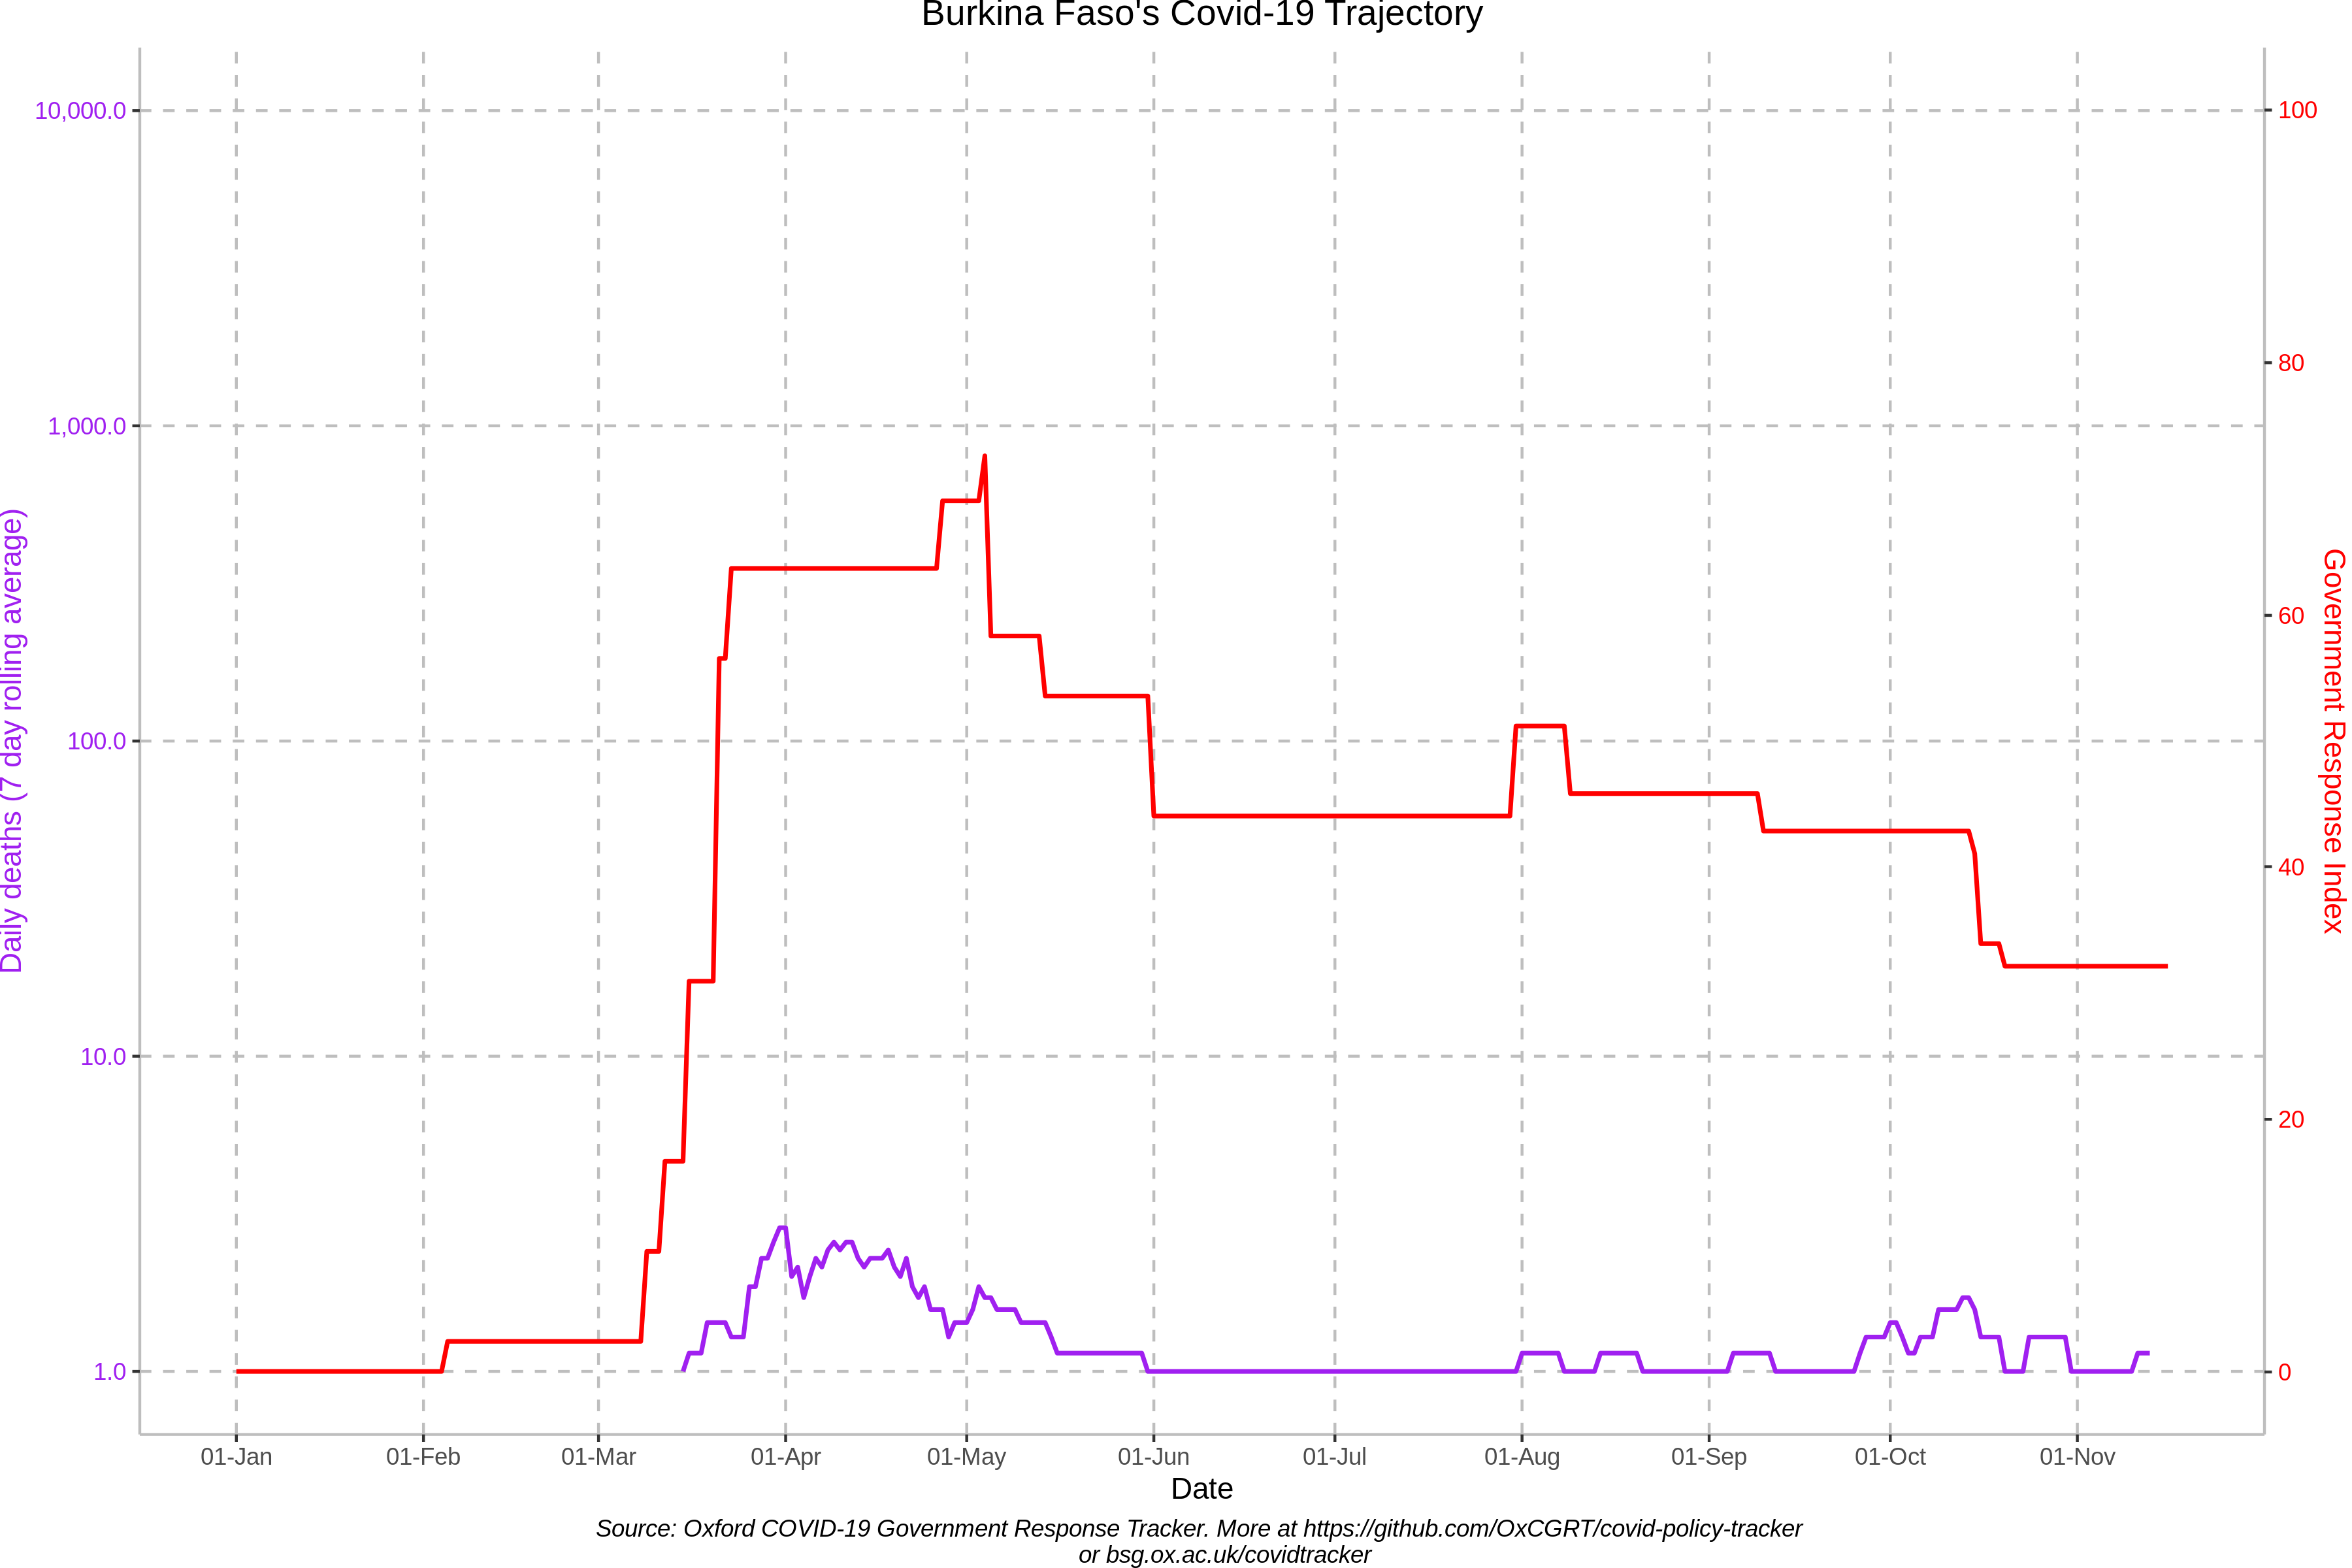 Burkina Faso's Covid-19 Trajectory
10,000.0
1,000.0
100.0
10.0
1.0
Daily deaths (7 day rolling average)
100
80
60
40
20
0
Government Response Index
01-Jan
01-Feb
01-Mar
01-Apr
01-May
01-Jun
01-Jul
01-Aug
01-Sep
01-Oct
01-Nov
Date
Source: Oxford COVID-19 Government Response Tracker. More at https://github.com/OxCGRT/covid-policy-tracker
or bsg.ox.ac.uk/covidtracker